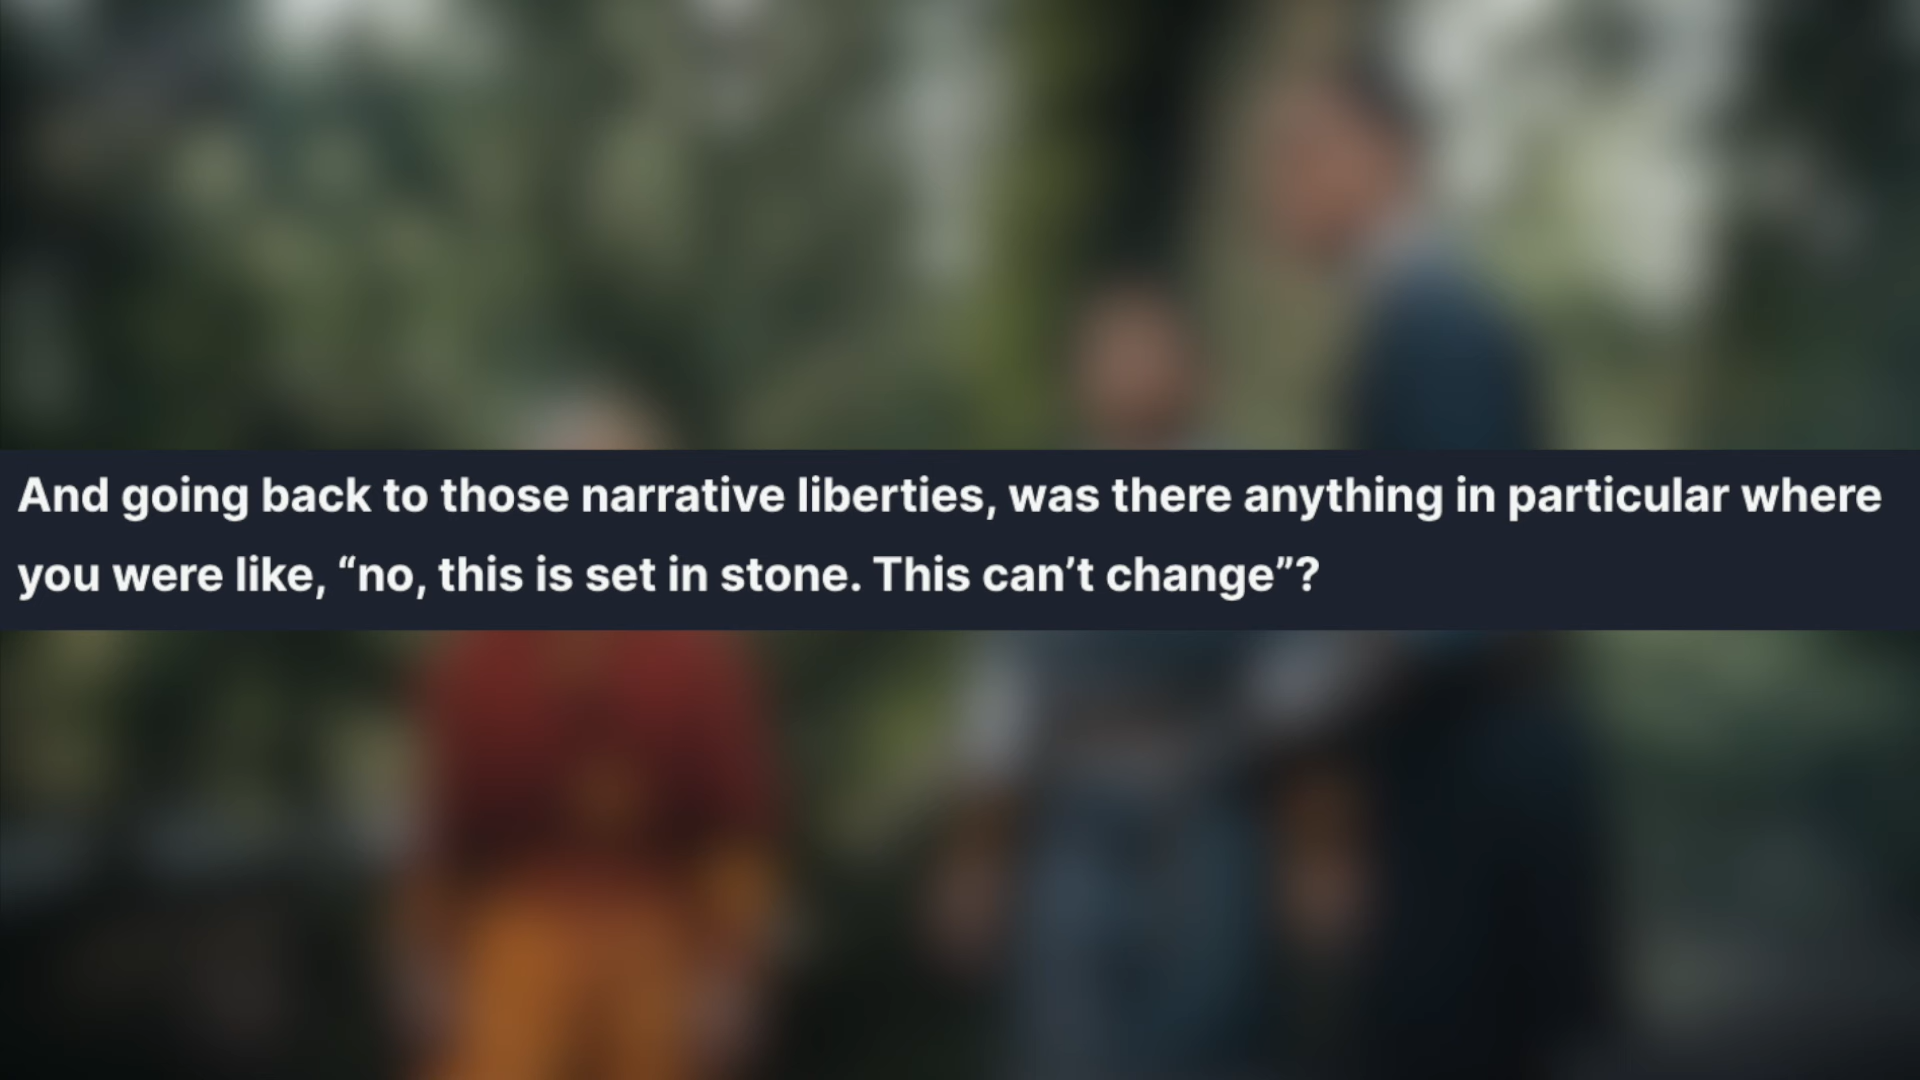 And going back to those narrative liberties, was there anything in particular where
you were like, “no, this is set in stone. This can’t change”?